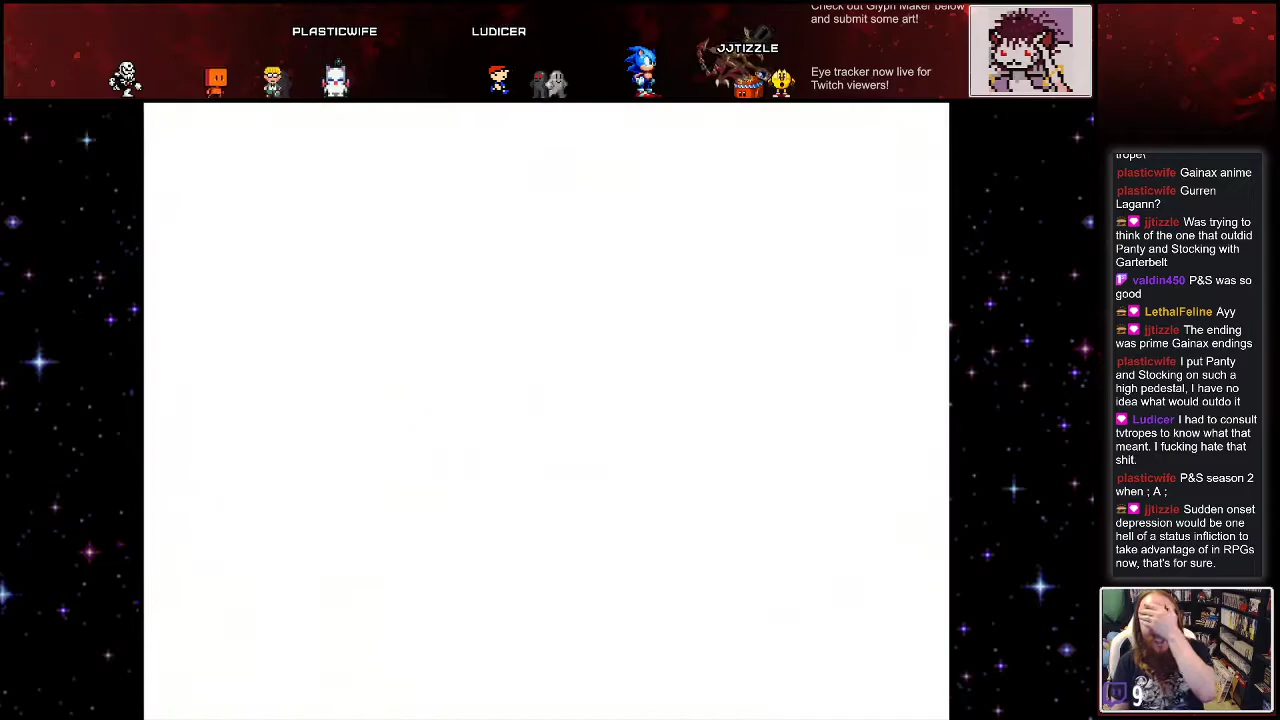 Check out Glyph Maker below
and submit some art!
PLASTICWIFE
LUDICER
JJTIZZLE
Eye tracker now live for
Twitch viewers!
plasticwife Gainax anime
plasticwife Gurren
Lagann?
jjtizzle Was trying to
think of the one that outdid
Panty and Stocking with
Garterbelt
valdin450 P&S was so
good
LethalFeline Ayy
jjtizzle The ending
was prime Gainax endings
plasticwife I put Panty
and Stocking on such a
high pedestal, I have no
idea what would outdo it
Ludicer I had to consult
tvtropes to know what that
meant. I fucking hate that
shit.
plasticwife P&S season 2
when ; A ;
jjtizzle Sudden onset
depression would be one
hell of a status infliction to
take advantage of in RPGs
now, that's for sure.
9